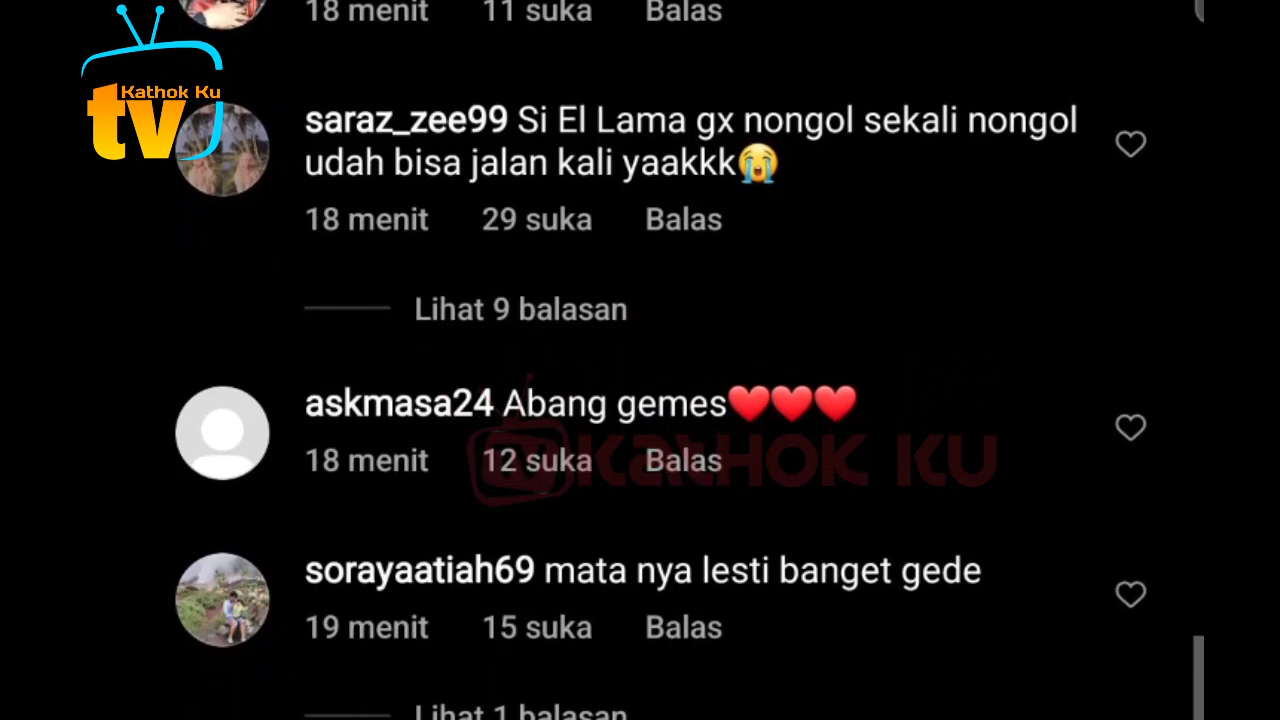 18 menit 11 suka Balas
Kathok Ku
tv
saraz_zee99 Si El Lama gx nongol sekali nongol
udah bisa jalan kali yaakkk😭
18 menit 29 suka Balas
Lihat 9 balasan
askmasa24 Abang gemes❤️❤️❤️
18 menit 12 suka Balas
tv KATHOK KU
sorayaatiah69 mata nya lesti banget gede
19 menit 15 suka Balas
Lihat 1 balasan